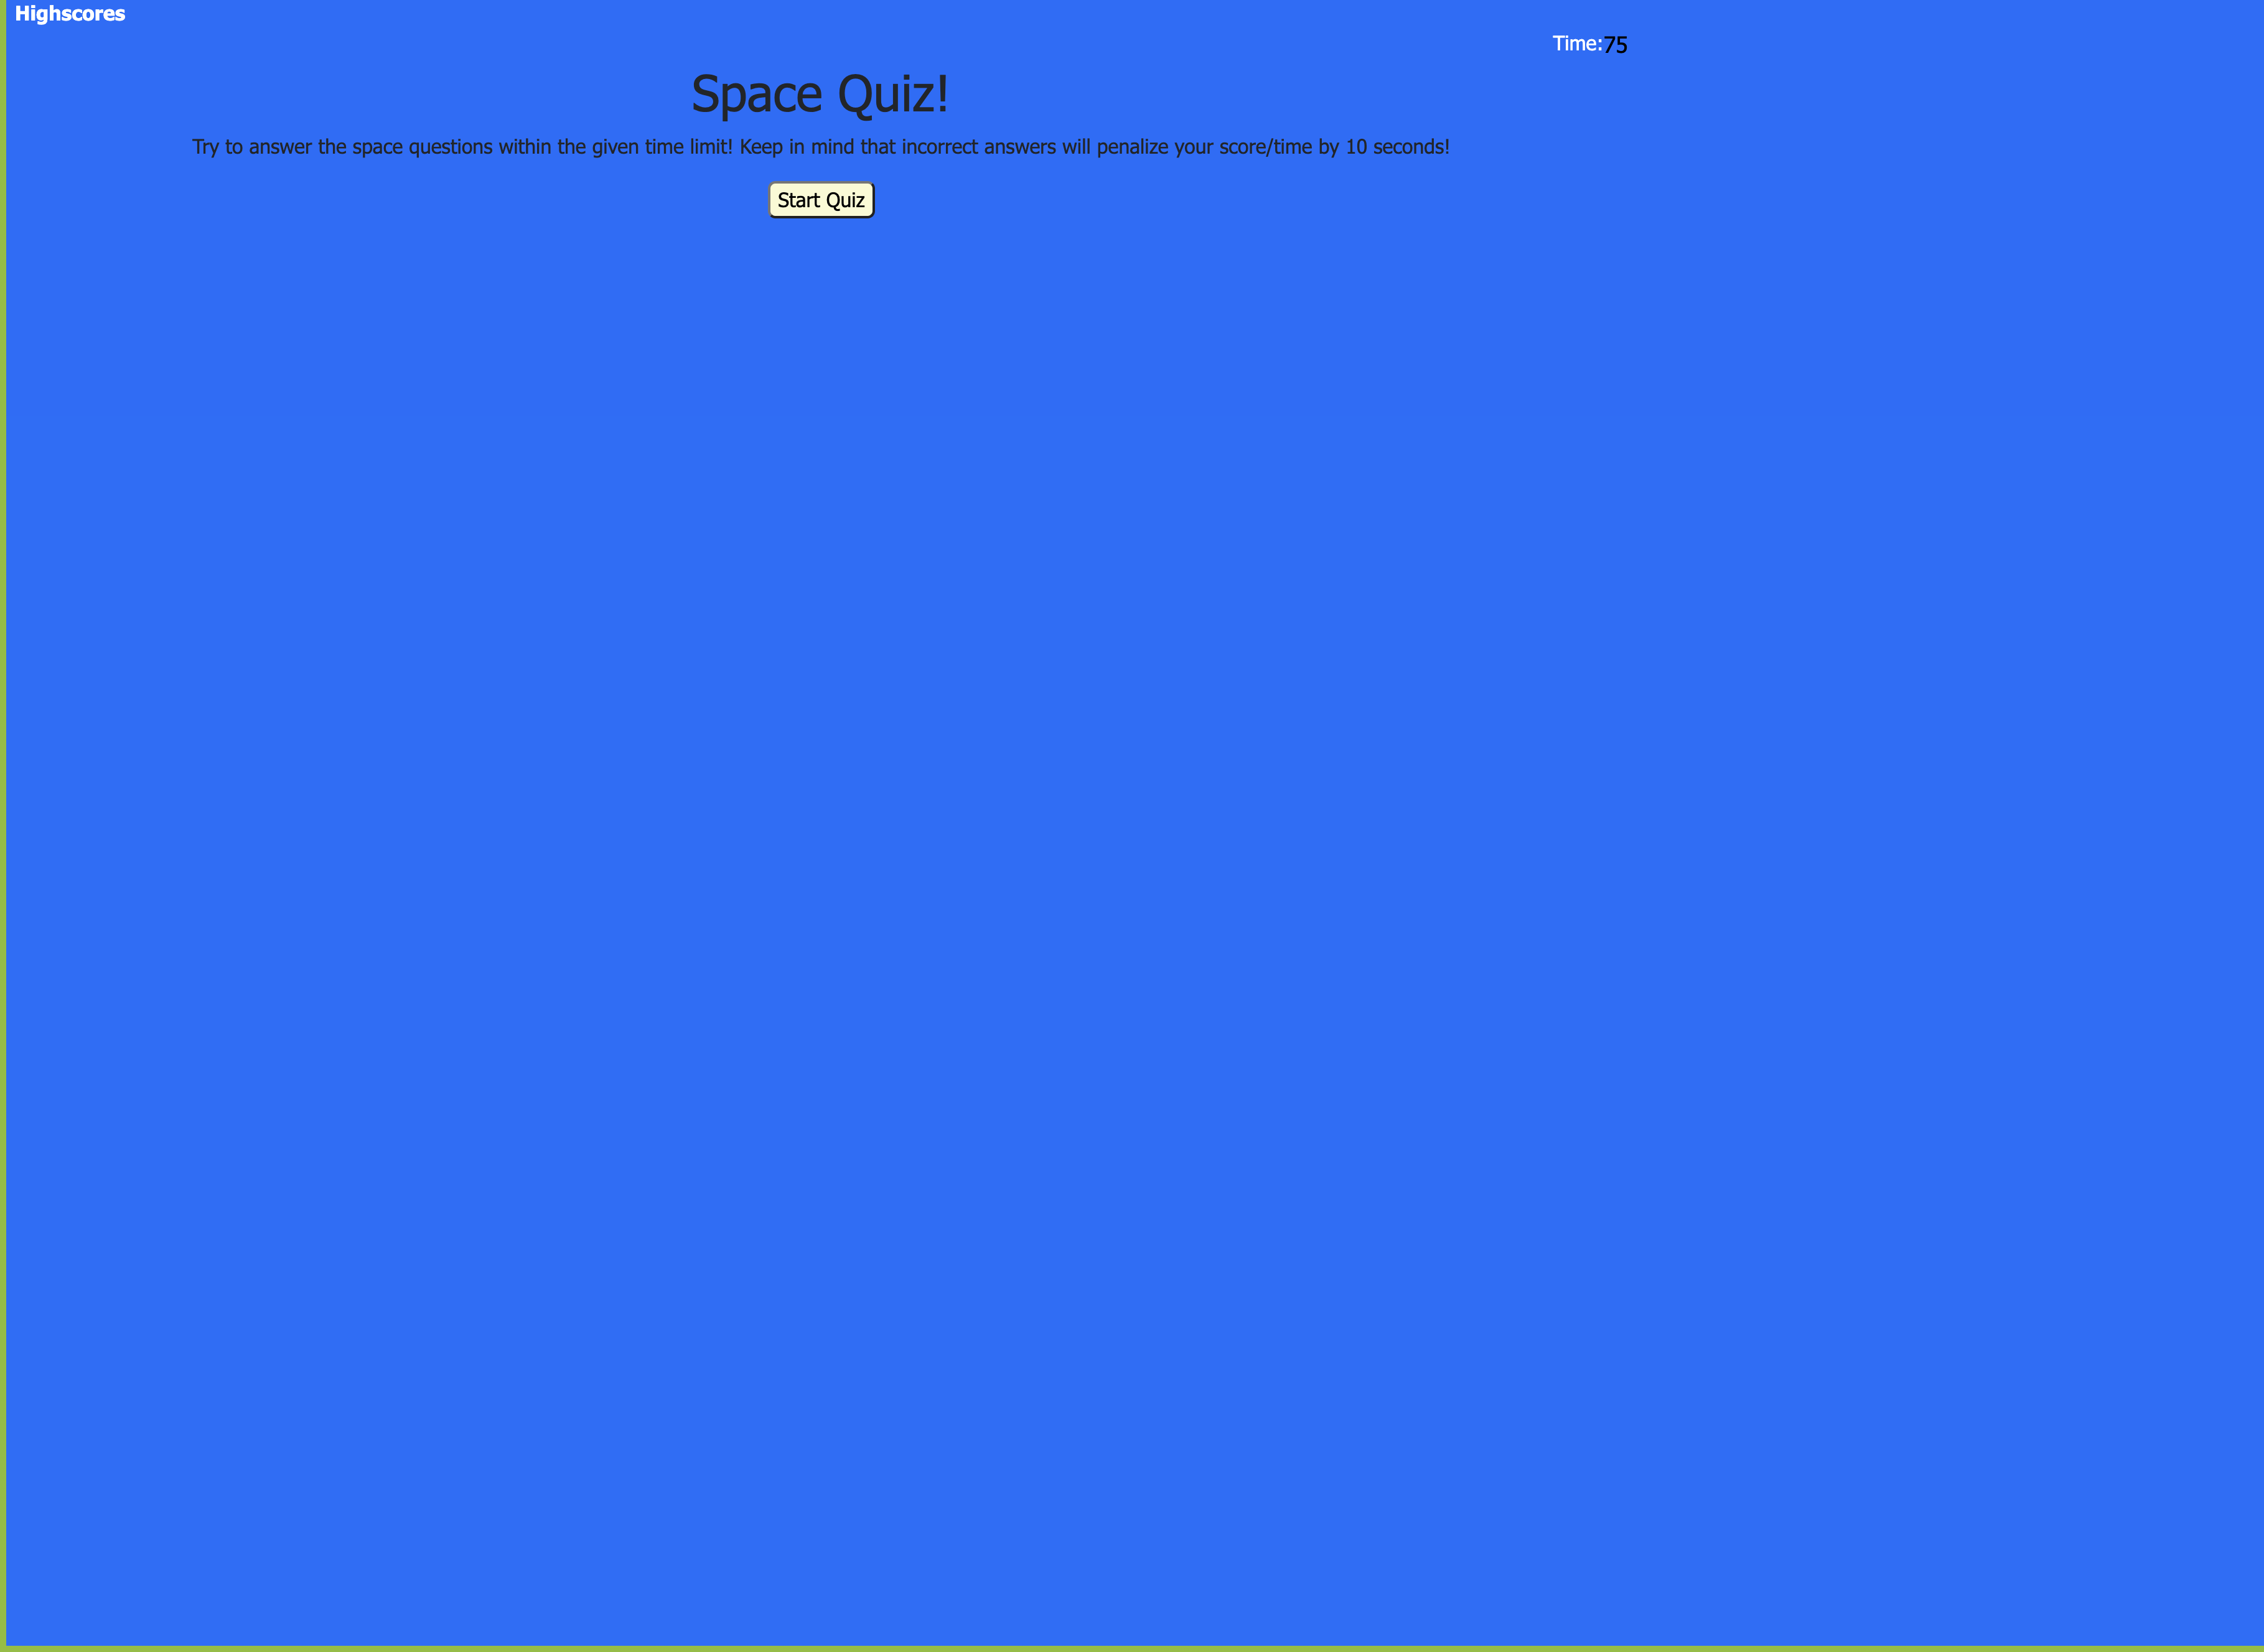 Highscores
Time:75
Space Quiz!
Try to answer the space questions within the given time limit! Keep in mind that incorrect answers will penalize your score/time by 10 seconds!
Start Quiz